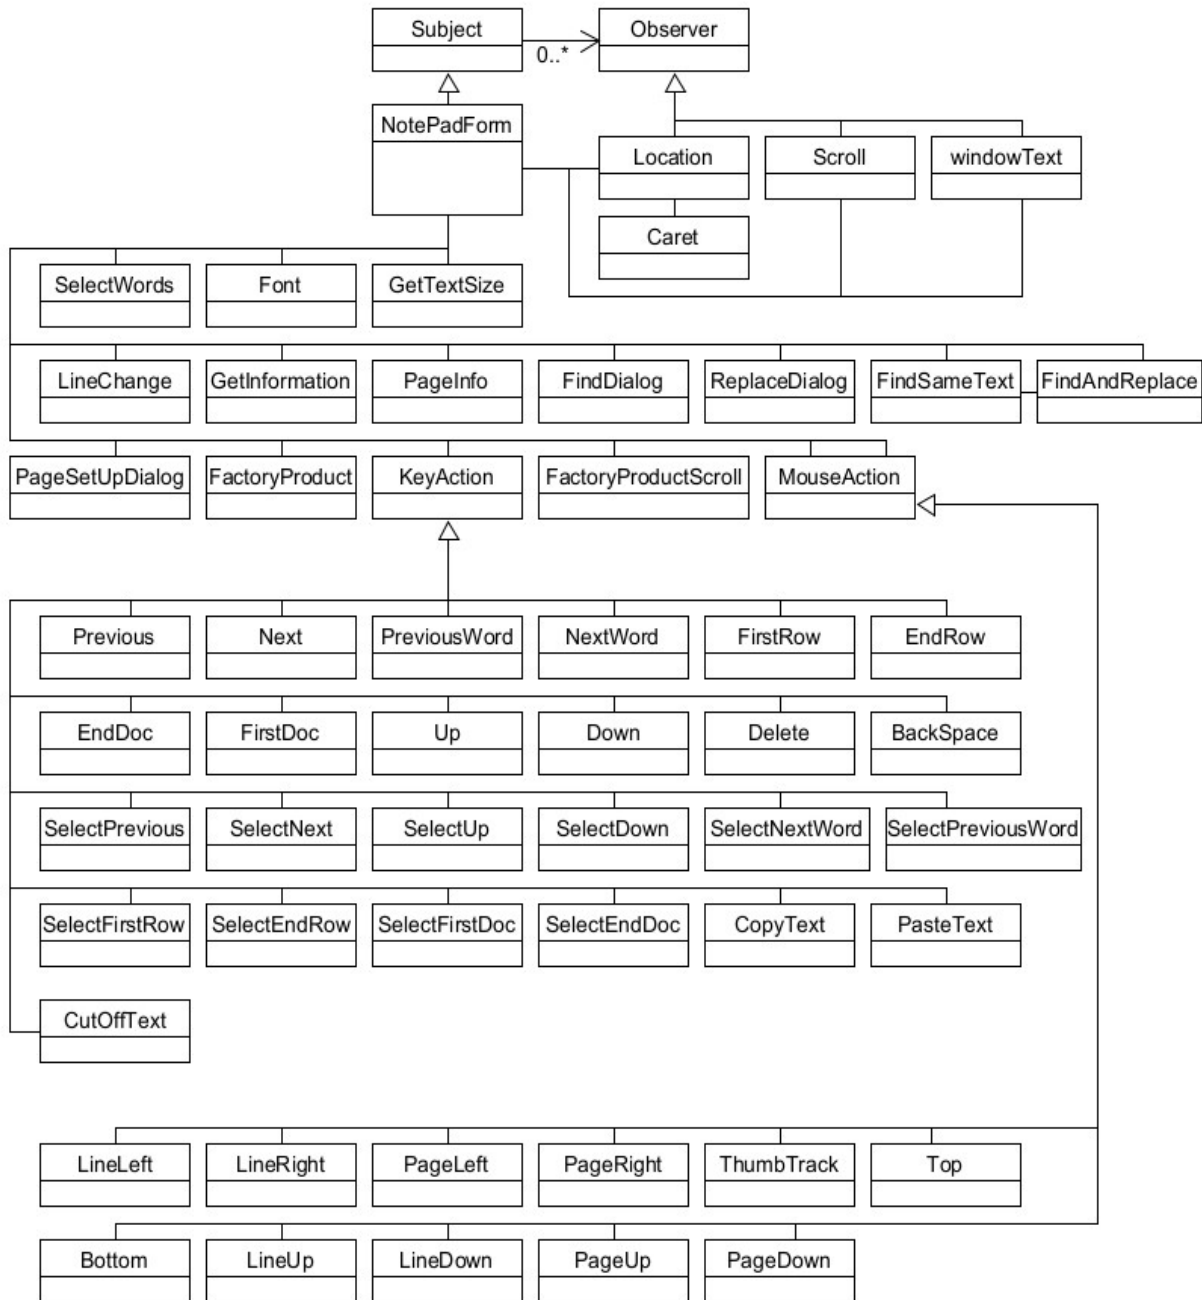 Subject
Observer
0..*
NotePadForm
Location
Scroll
windowText
Caret
SelectWords
Font
GetTextSize
LineChange
GetInformation
PageInfo
FindDialog
ReplaceDialog
FindSameText
FindAndReplace
PageSetUpDialog
FactoryProduct
KeyAction
FactoryProductScroll
MouseAction
Previous
Next
PreviousWord
NextWord
FirstRow
EndRow
EndDoc
FirstDoc
Up
Down
Delete
BackSpace
SelectPrevious
SelectNext
SelectUp
SelectDown
SelectNextWord
SelectPreviousWord
SelectFirstRow
SelectEndRow
SelectFirstDoc
SelectEndDoc
CopyText
PasteText
CutOffText
LineLeft
LineRight
PageLeft
PageRight
ThumbTrack
Top
Bottom
LineUp
LineDown
PageUp
PageDown